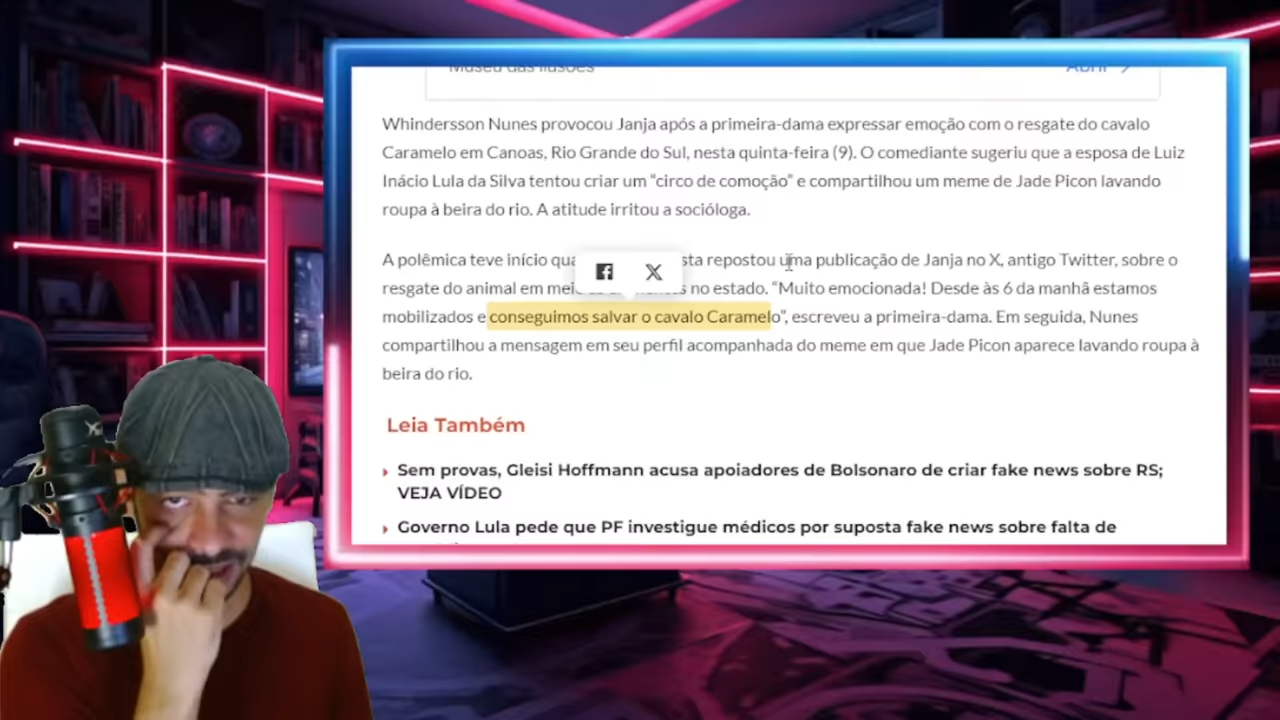 Museu das Ilusões
Abrir
Whindersson Nunes provocou Janja após a primeira-dama expressar emoção com o resgate do cavalo
Caramelo em Canoas, Rio Grande do Sul, nesta quinta-feira (9). O comediante sugeriu que a esposa de Luiz
Inácio Lula da Silva tentou criar um “circo de comoção” e compartilhou um meme de Jade Picon lavando
roupa à beira do rio. A atitude irritou a socióloga.
A polêmica teve início repostou uma publicação de Janja no X, antigo Twitter, sobre o
resgate do animal em no estado. “Muito emocionada! Desde às 6 da manhã estamos
mobilizados e conseguimos salvar o cavalo Caramelo”, escreveu a primeira-dama. Em seguida, Nunes
compartilhou a mensagem em seu perfil acompanhada do meme em que Jade Picon aparece lavando roupa à
beira do rio.
Leia Também
Sem provas, Gleisi Hoffmann acusa apoiadores de Bolsonaro de criar fake news sobre RS;
VEJA VÍDEO
Governo Lula pede que PF investigue médicos por suposta fake news sobre falta de